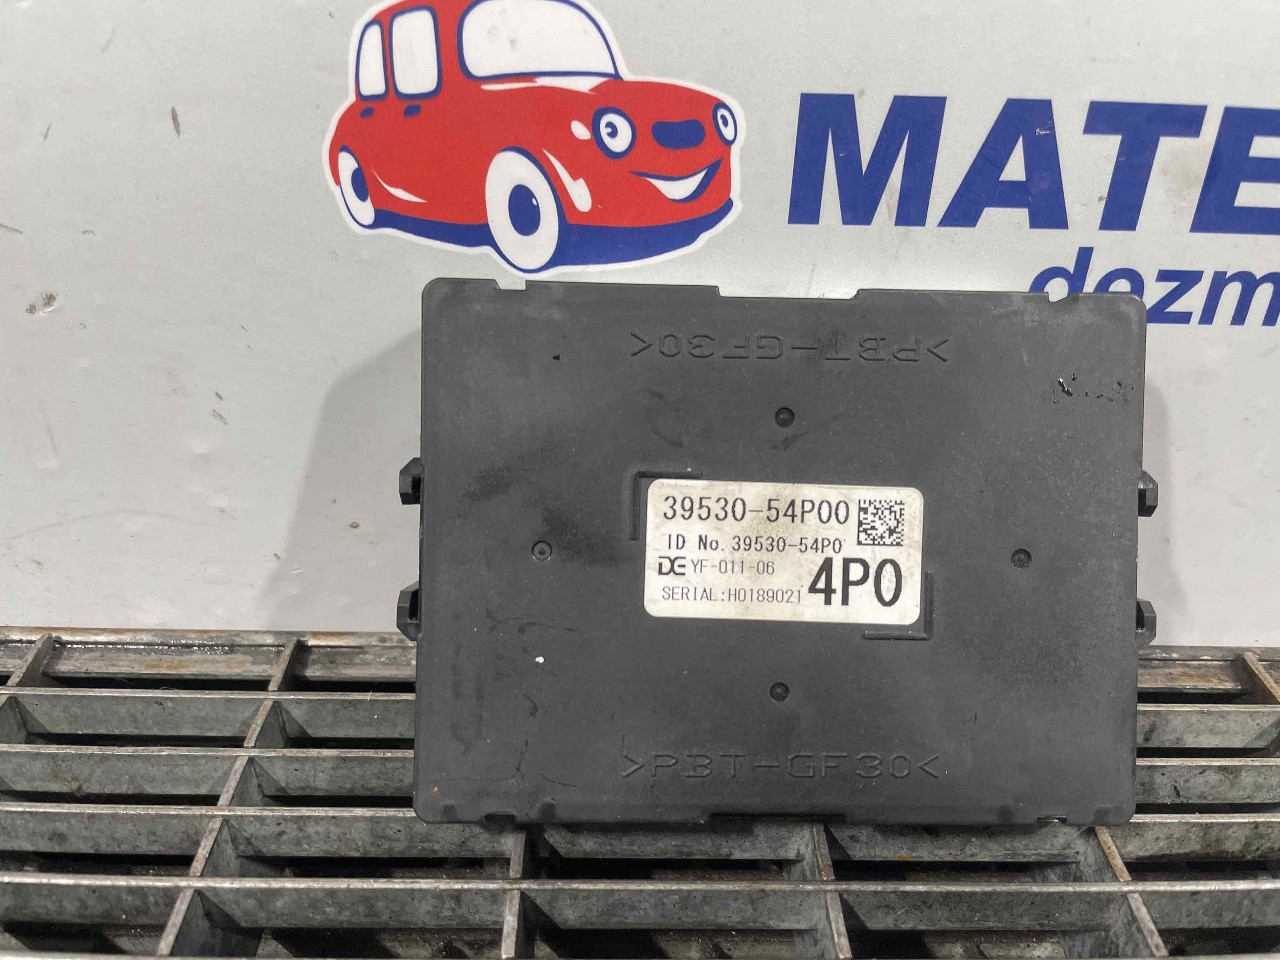 MATE
dezm
>PBT-GF30<
39530-54P00
ID No. 39530-54P0
DE YF-011-06
4P0
SERIAL:H0189021
>PBT-GF30<